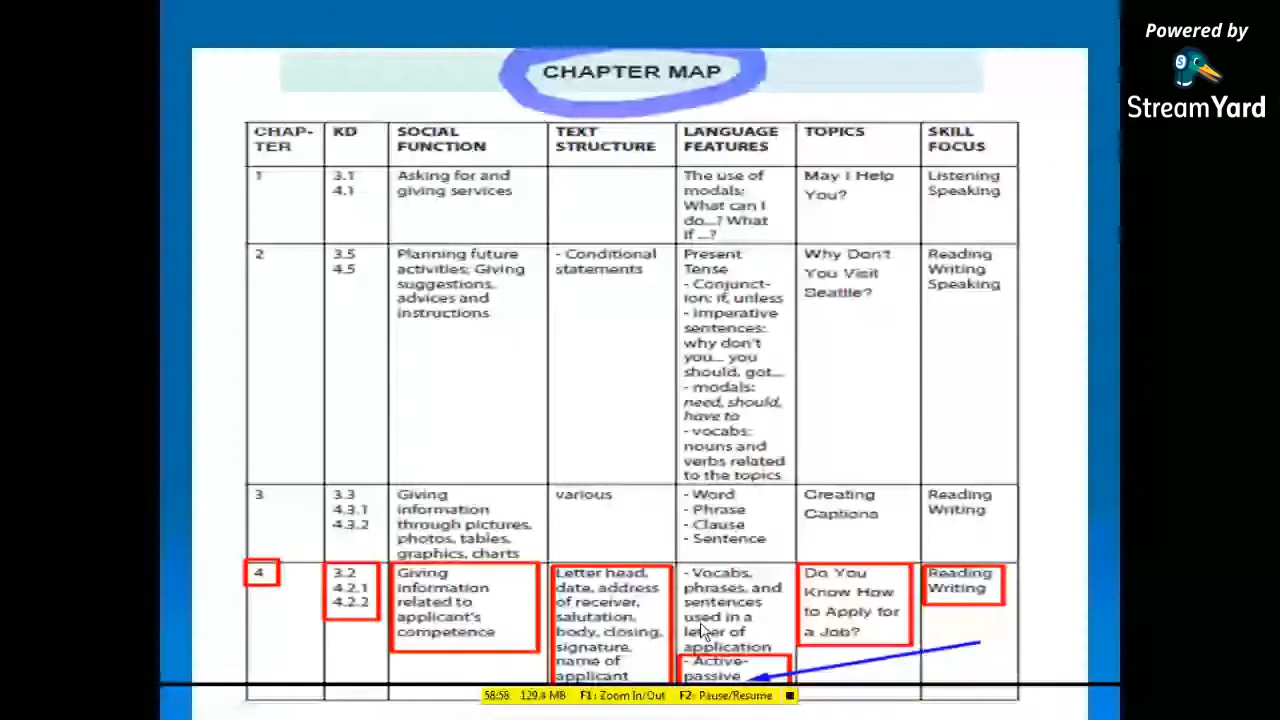 Powered by
StreamYard
CHAPTER MAP
CHAP-
TER
KD
SOCIAL
FUNCTION
TEXT
STRUCTURE
LANGUAGE
FEATURES
TOPICS
SKILL
FOCUS
1
3.1
4.1
Asking for and
giving services
The use of
modals:
What can I
do...? What
if ...?
May I Help
You?
Listening
Speaking
2
3.5
4.5
Planning future
activities; Giving
suggestions,
advices and
instructions
- Conditional
statements
Present
Tense
- Conjunct-
ion: if, unless
- Imperative
sentences:
why don't
you... you
should, got...
- modals:
need, should,
have to
- vocabs:
nouns and
verbs related
to the topics
Why Don't
You Visit
Seattle?
Reading
Writing
Speaking
3
3.3
4.3.1
4.3.2
Giving
information
through pictures,
photos, tables,
graphics, charts
various
- Word
- Phrase
- Clause
- Sentence
Creating
Captions
Reading
Writing
4
3.2
4.2.1
4.2.2
Giving
information
related to
applicant's
competence
Letter head,
date, address
of receiver,
salutation,
body, closing,
signature,
name of
applicant
- Vocabs,
phrases, and
sentences
used in a
letter of
application
- Active-
passive
Do You
Know How
to Apply for
a Job?
Reading
Writing
58:58 129,4 MB F1: Zoom In/Out F2: Pause/Resume